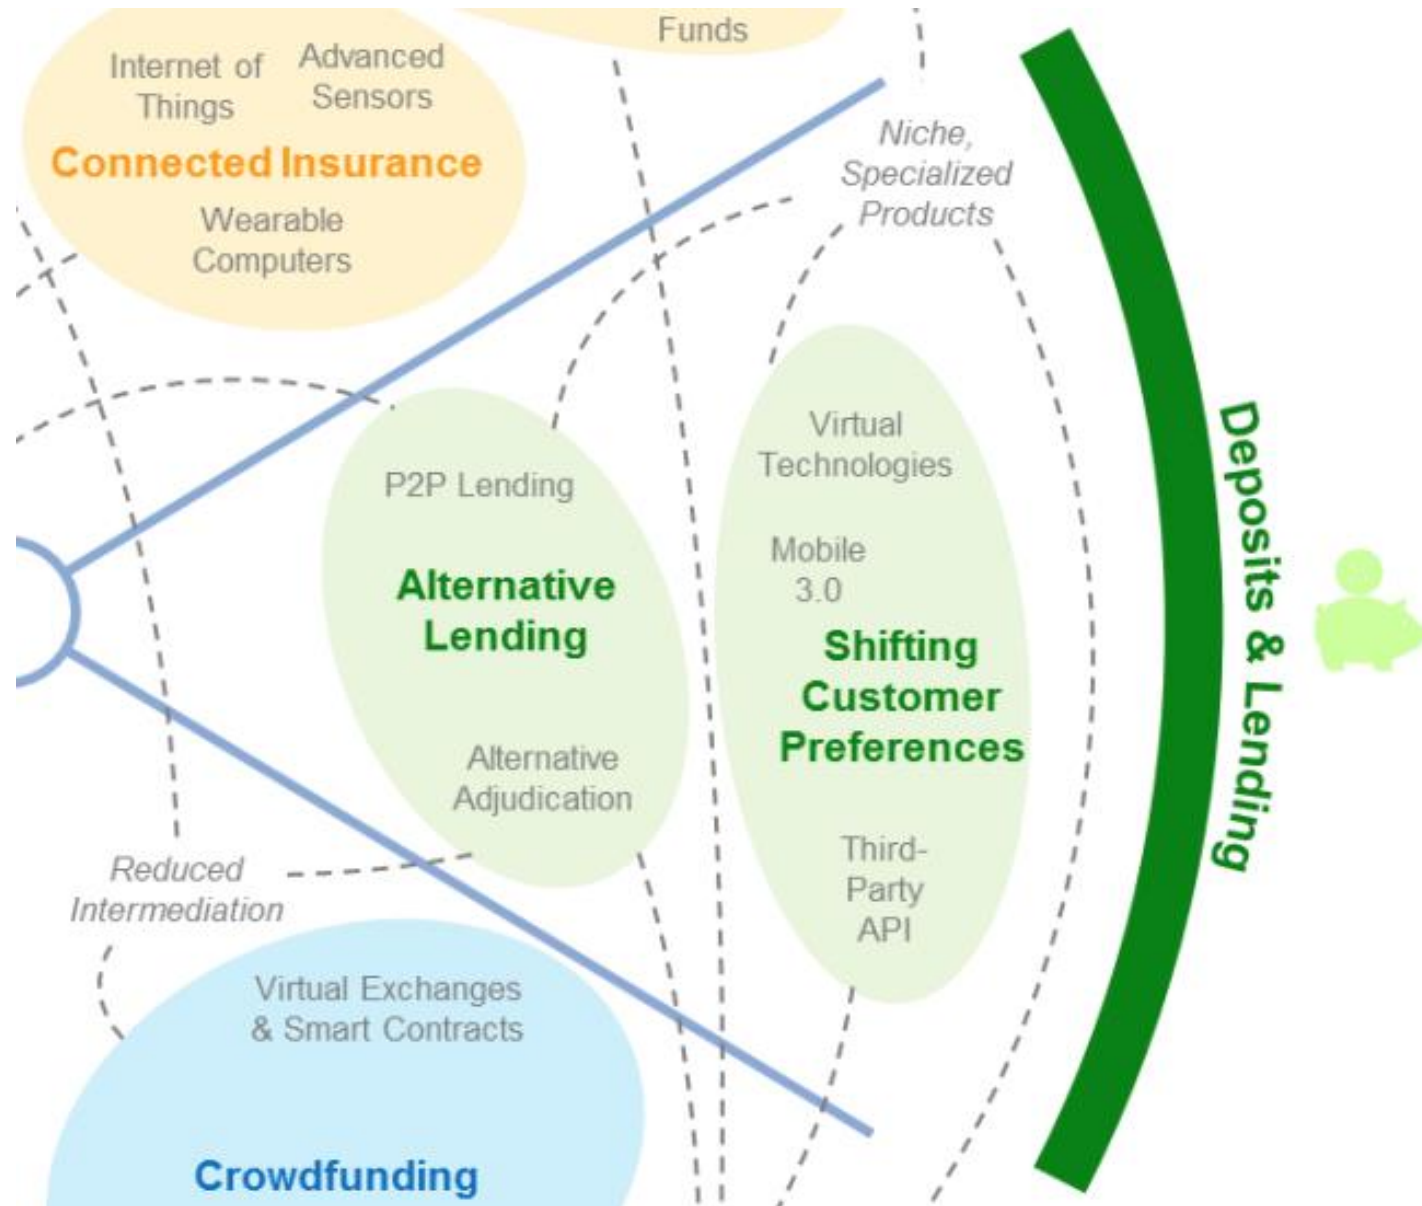 Funds
Internet of
Things
Advanced
Sensors
Connected Insurance
Wearable
Computers
Niche,
Specialized
Products
P2P Lending
Alternative
Lending
Alternative
Adjudication
Virtual
Technologies
Mobile
3.0
Shifting
Customer
Preferences
Third-
Party
API
Deposits & Lending
Reduced
Intermediation
Virtual Exchanges
& Smart Contracts
Crowdfunding